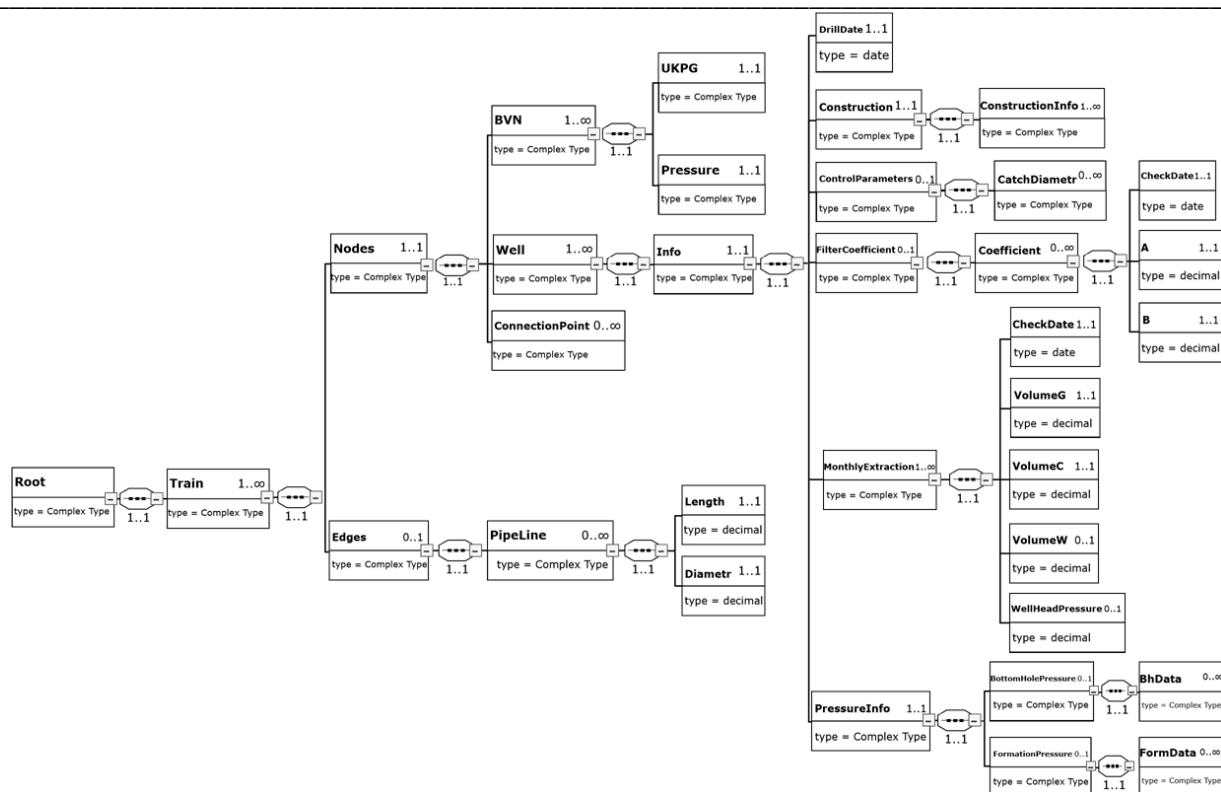 DrillDate 1..1
type = date
UKPG 1..1
type = Complex Type
BVN 1..∞
type = Complex Type
1..1
Construction 1..1
type = Complex Type
1..1
ConstructionInfo 1..∞
type = Complex Type
Pressure 1..1
type = Complex Type
ControlParameters 0..1
type = Complex Type
1..1
CatchDiametr 0..∞
type = Complex Type
CheckDate 1..1
type = date
Nodes 1..1
type = Complex Type
1..1
Well 1..∞
type = Complex Type
1..1
Info 1..1
type = Complex Type
1..1
FilterCoefficient 0..1
type = Complex Type
1..1
Coefficient 0..∞
type = Complex Type
1..1
A 1..1
type = decimal
B 1..1
type = decimal
ConnectionPoint 0..∞
type = Complex Type
CheckDate 1..1
type = date
VolumeG 1..1
type = decimal
MonthlyExtraction 1..∞
type = Complex Type
1..1
VolumeC 1..1
type = decimal
Root
type = Complex Type
1..1
Train 1..∞
type = Complex Type
1..1
Length 1..1
type = decimal
Edges 0..1
type = Complex Type
1..1
PipeLine 0..∞
type = Complex Type
1..1
VolumeW 0..1
type = decimal
Diametr 1..1
type = decimal
WellHeadPressure 0..1
type = decimal
BottomHolePressure 0..1
type = Complex Type
1..1
BhData 0..∞
type = Complex Type
PressureInfo 1..1
type = Complex Type
1..1
FormationPressure 0..1
type = Complex Type
1..1
FormData 0..∞
type = Complex Type